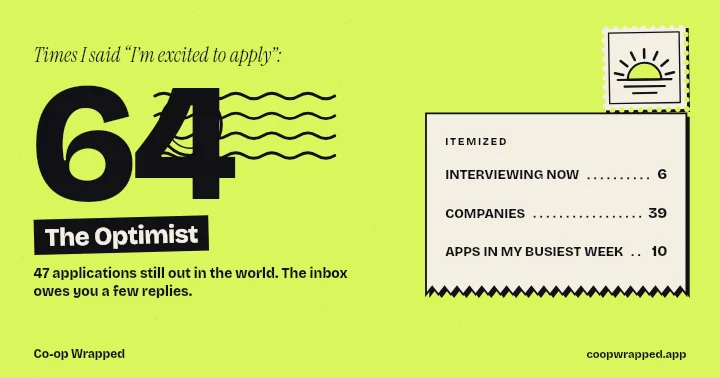 Times I said “I’m excited to apply”:
64
The Optimist
47 applications still out in the world. The inbox
owes you a few replies.
ITEMIZED
INTERVIEWING NOW .......... 6
COMPANIES ................. 39
APPS IN MY BUSIEST WEEK .. 10
Co-op Wrapped
coopwrapped.app